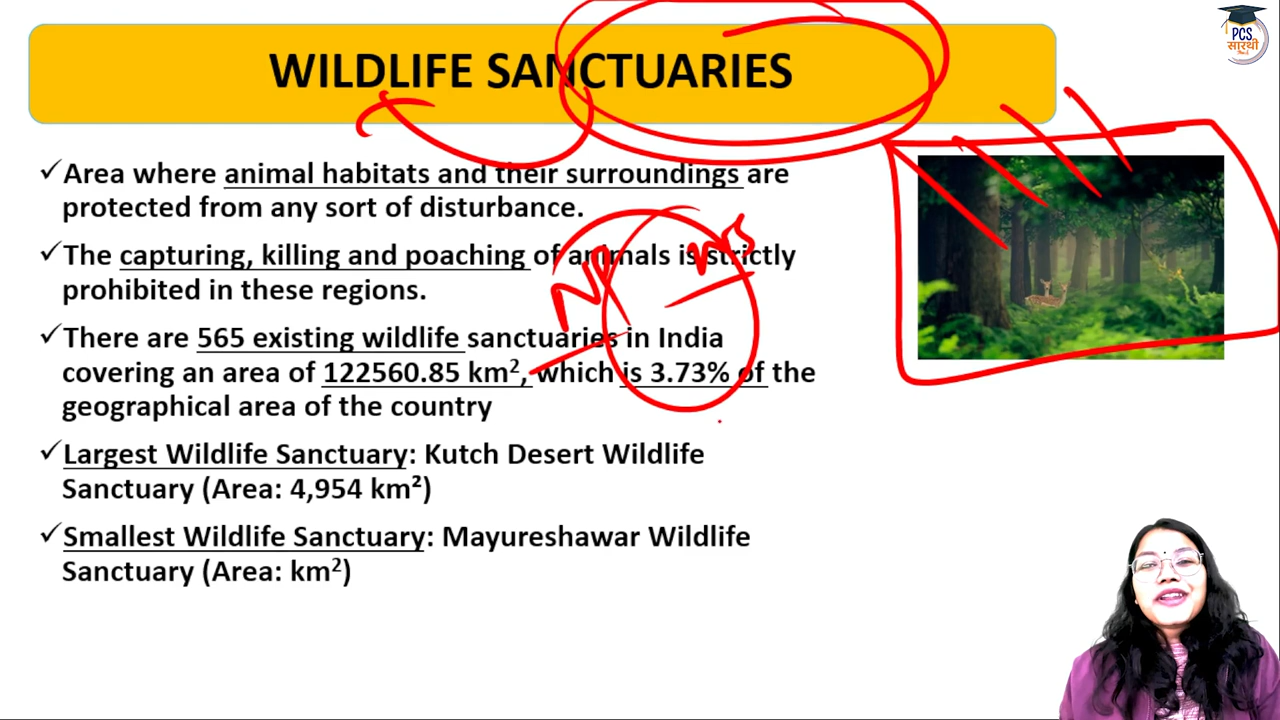 WILDLIFE SANCTUARIES
PCS
सारथी
✓Area where animal habitats and their surroundings are
protected from any sort of disturbance.
✓The capturing, killing and poaching of animals is strictly
prohibited in these regions.
✓There are 565 existing wildlife sanctuaries in India
covering an area of 122560.85 km², which is 3.73% of the
geographical area of the country
✓Largest Wildlife Sanctuary: Kutch Desert Wildlife
Sanctuary (Area: 4,954 km²)
✓Smallest Wildlife Sanctuary: Mayureshawar Wildlife
Sanctuary (Area: km²)
NP